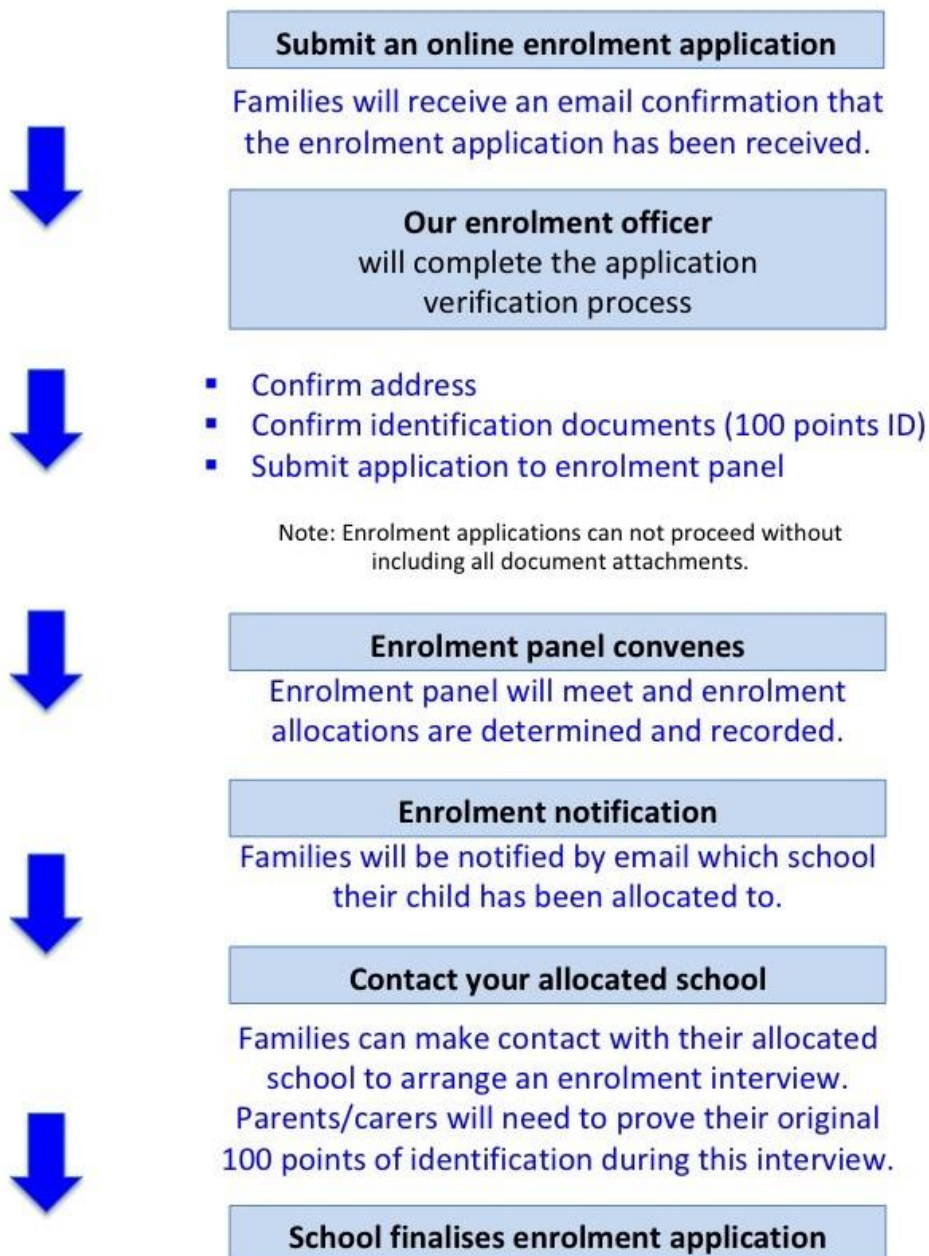 Submit an online enrolment application
Families will receive an email confirmation that
the enrolment application has been received.
Our enrolment officer
will complete the application
verification process
▪ Confirm address
▪ Confirm identification documents (100 points ID)
▪ Submit application to enrolment panel
Note: Enrolment applications can not proceed without
including all document attachments.
Enrolment panel convenes
Enrolment panel will meet and enrolment
allocations are determined and recorded.
Enrolment notification
Families will be notified by email which school
their child has been allocated to.
Contact your allocated school
Families can make contact with their allocated
school to arrange an enrolment interview.
Parents/carers will need to prove their original
100 points of identification during this interview.
School finalises enrolment application